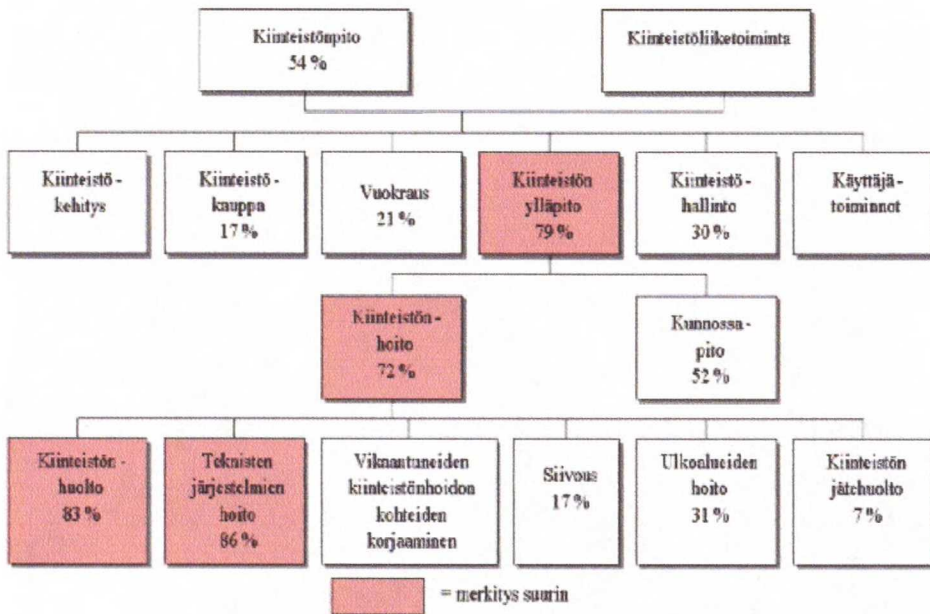 Kiinteistönpito
54 %
Kiinteistöliiketoiminta
Kiinteistö -
kehitys
Kiinteistö -
kauppa
17 %
Vuokraus
21 %
Kiinteistön
ylläpito
79 %
Kiinteistö -
hallinto
30 %
Käyttäjä -
toiminnot
Kiinteistön -
hoito
72 %
Kunnossa -
pito
52 %
Kiinteistön -
huolto
83 %
Teknisten
järjestelmien
hoito
86 %
Vikaantuneiden
kiinteistönhoidon
kohteiden
korjaaminen
Siivous
17 %
Ulkoalueiden
hoito
31 %
Kiinteistön
jätehuolto
7 %
= merkitys suurin